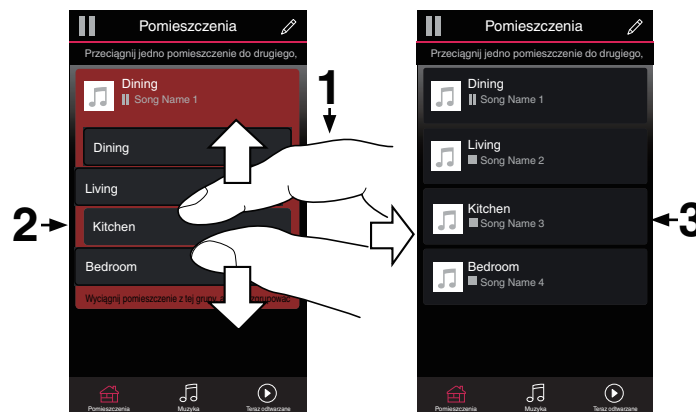 Pomieszczenia
Przeciągnij jedno pomieszczenie do drugiego,
Dining
Song Name 1
Dining
Living
Kitchen
Bedroom
Wyciągnij pomieszczenie z tej grupy, a
zgrupować
Pomieszczenia
Muzyka
Teraz odtwarzane
1
2
Pomieszczenia
Przeciągnij jedno pomieszczenie do drugiego,
Dining
Song Name 1
Living
Song Name 2
Kitchen
Song Name 3
Bedroom
Song Name 4
Pomieszczenia
Muzyka
Teraz odtwarzane
3